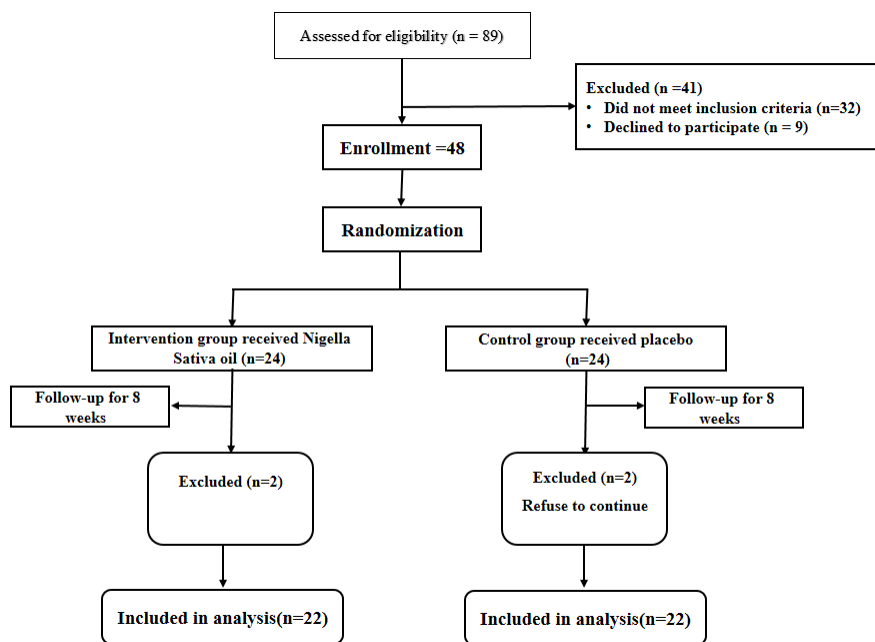 Assessed for eligibility (n = 89)
Excluded (n =41)
• Did not meet inclusion criteria (n=32)
• Declined to participate (n = 9)
Enrollment =48
Randomization
Intervention group received Nigella
Sativa oil (n=24)
Control group received placebo
(n=24)
Follow-up for 8
weeks
Follow-up for 8
weeks
Excluded (n=2)
Excluded (n=2)
Refuse to continue
Included in analysis(n=22)
Included in analysis(n=22)